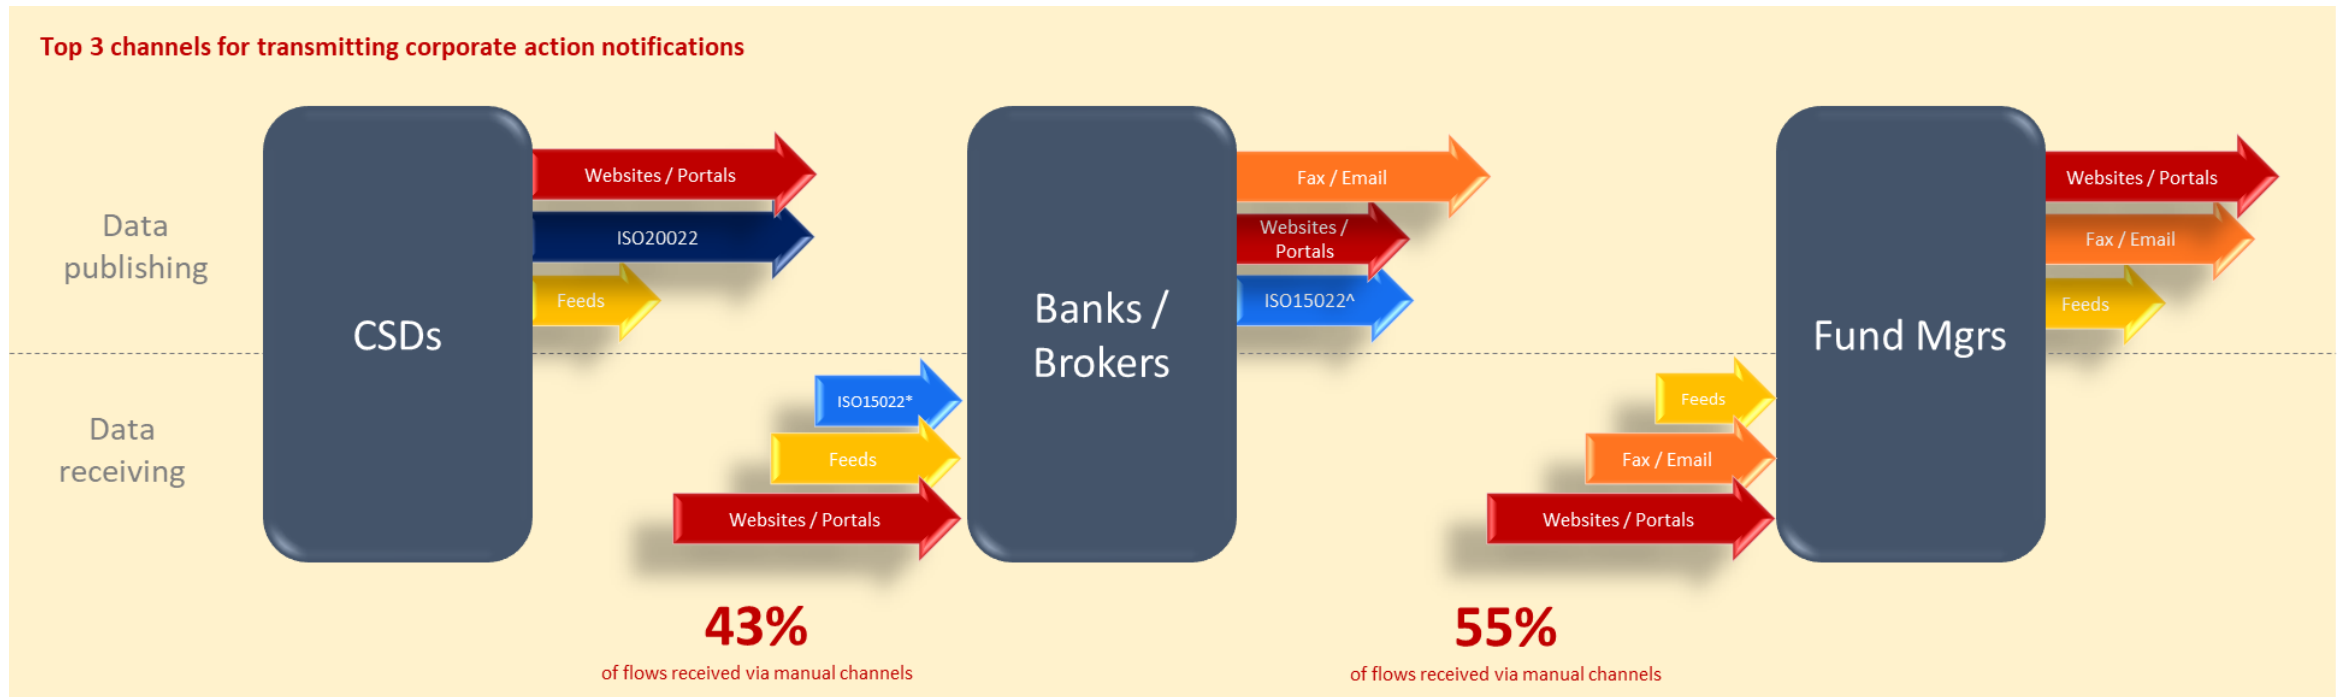 Top 3 channels for transmitting corporate action notifications
Data
publishing
CSDs
Websites / Portals
ISO20022
Feeds
Banks /
Brokers
Fax / Email
Websites /
Portals
ISO15022^
Fund Mgrs
Websites / Portals
Fax / Email
Feeds
Data
receiving
ISO15022*
Feeds
Websites / Portals
Feeds
Fax / Email
Websites / Portals
43%
of flows received via manual channels
55%
of flows received via manual channels